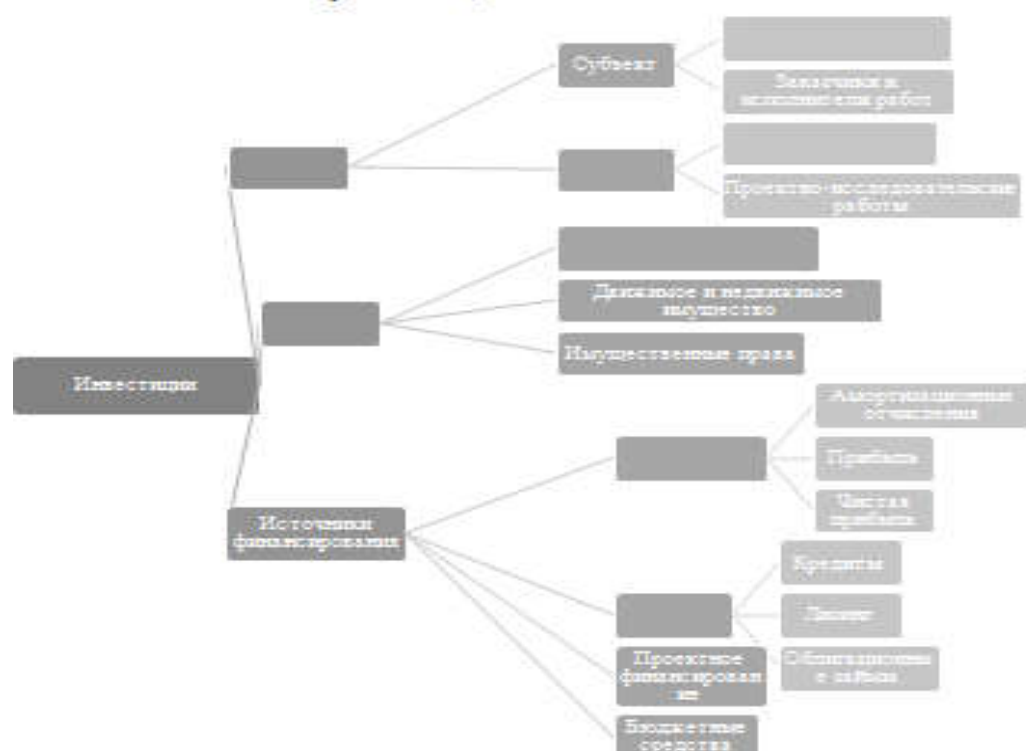 Субъект
Заказчики и
исполнители работ
Проектно-исследовательские
работы
Движимое и недвижимое
имущество
Имущественные права
Инвестиции
Амортизационные
отчисления
Прибыль
Чистая
прибыль
Источники
финансирования
Кредиты
Лизинг
Облигационны
е займы
Проектное
финансирован
ие
Бюджетные
средства